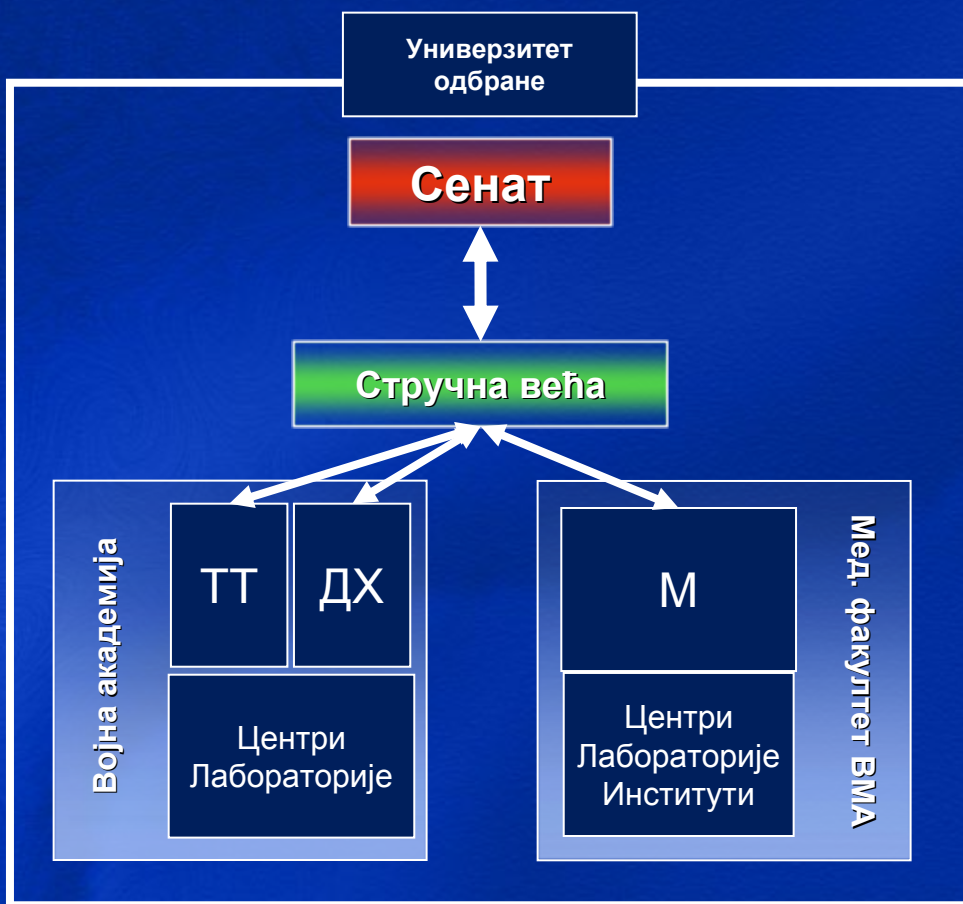 Универзитет
одбране
Сенат
Стручна већа
Војна академија
ТТ
ДХ
Центри
Лабораторије
М
Центри
Лабораторије
Институти
Мед. факултет ВМА